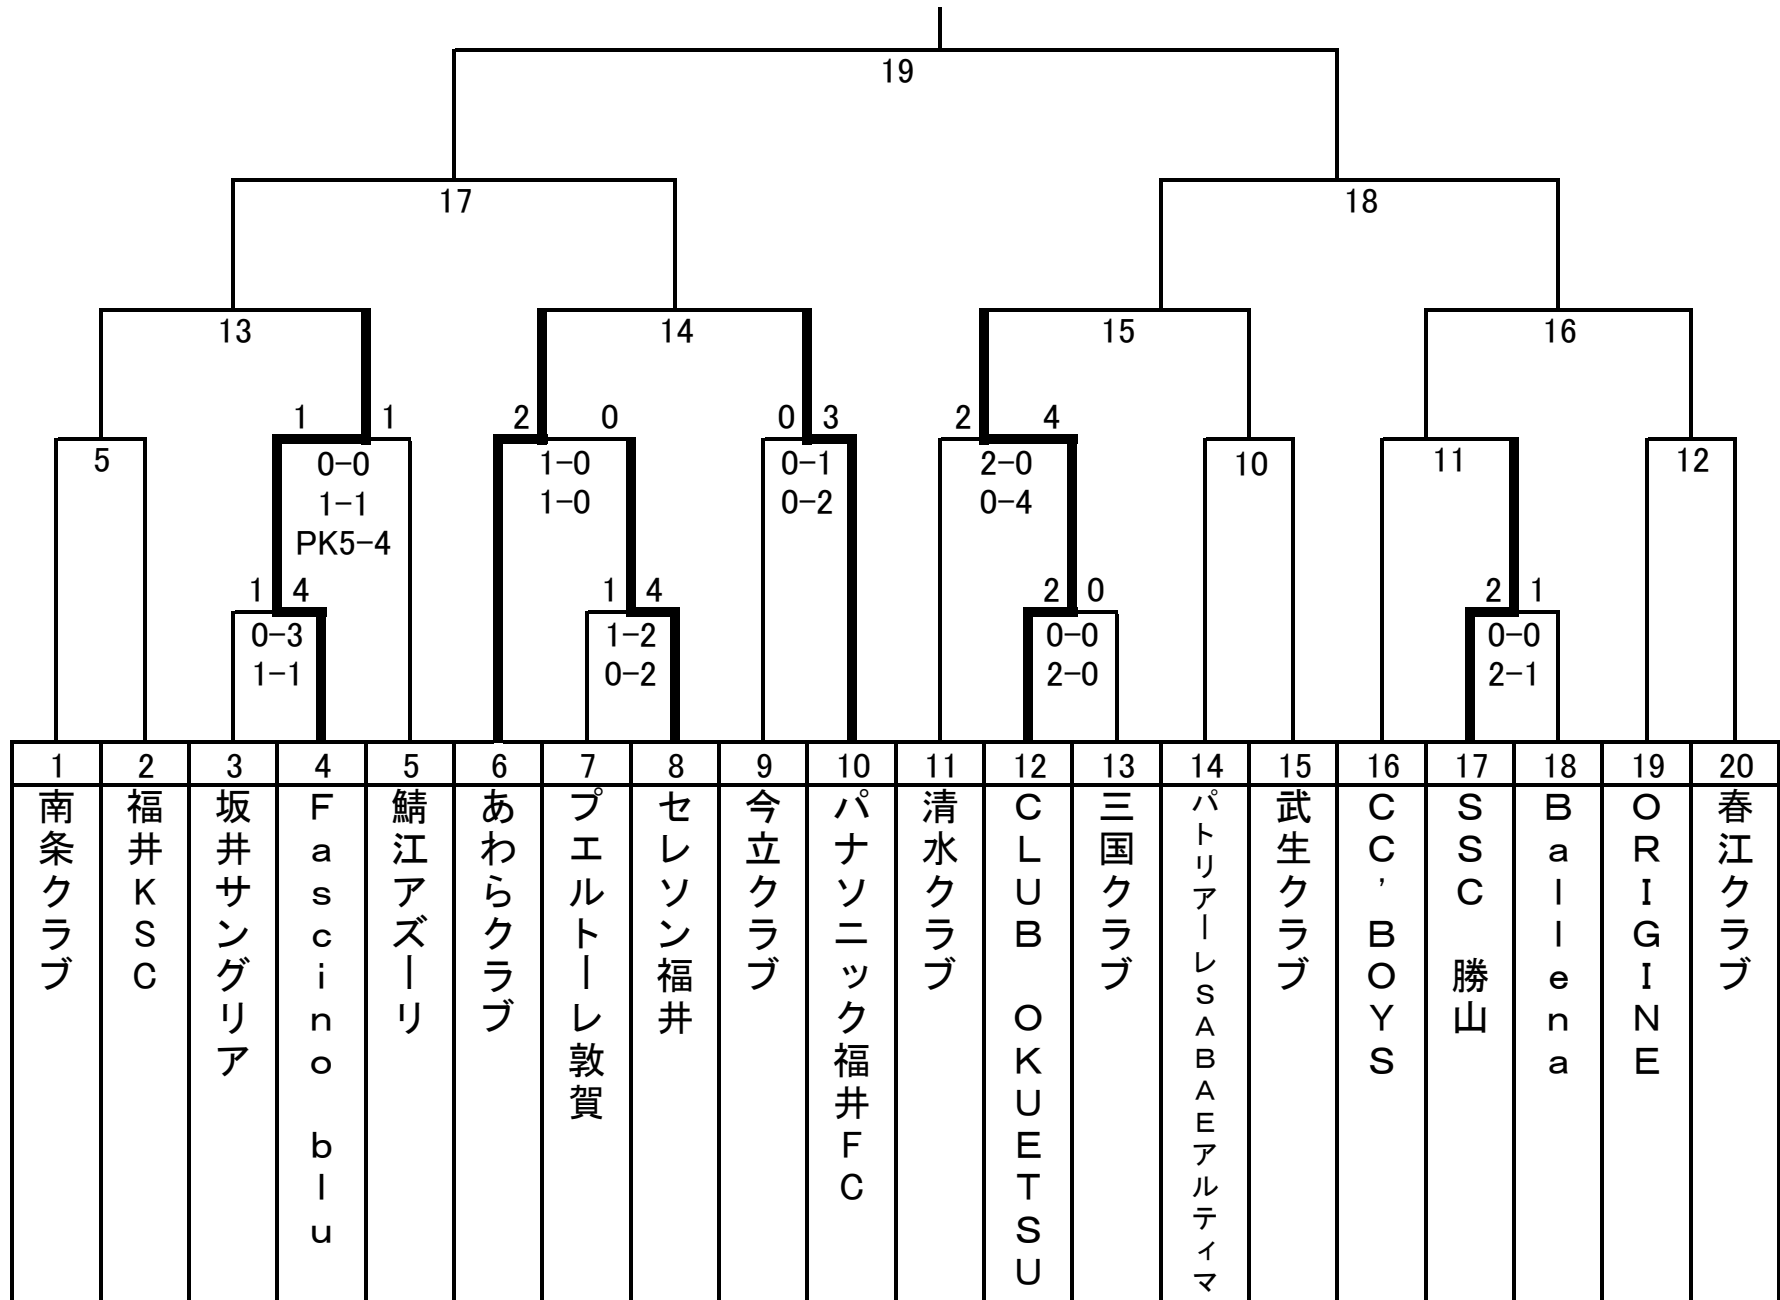 19
17
18
13
14
15
16
1 1
2 0
0 3
2 4
5
0-0
1-1
PK5-4
1-0
1-0
0-1
0-2
2-0
0-4
10
11
12
1 4
0-3
1-1
1 4
1-2
0-2
2 0
0-0
2-0
2 1
0-0
2-1
1 2 3 4 5 6 7 8 9 10 11 12 13 14 15 16 17 18 19 20
南条クラブ
福井KSC
坂井サングリア
Fascino blu
鯖江アズーリ
あわらクラブ
プエルトーレ敦賀
セレソン福井
今立クラブ
パナソニック福井FC
清水クラブ
CLUB OKUETSU
三国クラブ
パトリアーレSABAEアルティマ
武生クラブ
CC’BOYS
SSC 勝山
Ballena
ORIGINE
春江クラブ